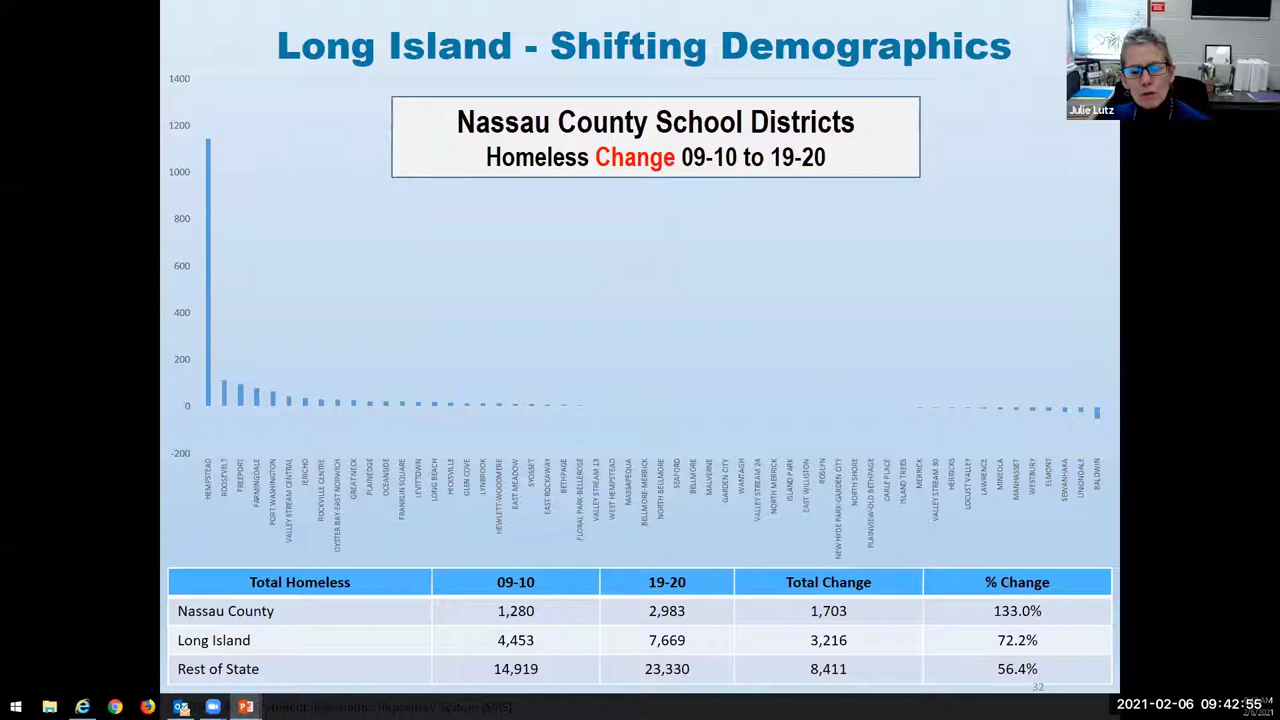 Long Island - Shifting Demographics
Julie Lutz
Nassau County School Districts
Homeless Change 09-10 to 19-20
1400
1200
1000
800
600
400
200
0
-200
HEMPSTEAD
ROOSEVELT
FREEPORT
FARMINGDALE
PORT WASHINGTON
VALLEY STREAM CENTRAL
JERICHO
ROCKVILLE CENTRE
OYSTER BAY-EAST NORWICH
GREAT NECK
PLAINEDGE
OCEANSIDE
FRANKLIN SQUARE
LEVITTOWN
LONG BEACH
HICKSVILLE
GLEN COVE
LYNBROOK
HEWLETT-WOODMERE
EAST MEADOW
SYOSSET
EAST ROCKAWAY
BETHPAGE
FLORAL PARK-BELLEROSE
VALLEY STREAM 13
WEST HEMPSTEAD
MASSAPEQUA
BELLMORE-MERRICK
NORTH BELLMORE
SEAFORD
BELLMORE
MALVERNE
GARDEN CITY
WANTAGH
VALLEY STREAM 24
NORTH MERRICK
ISLAND PARK
EAST WILLISTON
ROSLYN
NEW HYDE PARK-GARDEN CITY
NORTH SHORE
PLAINVIEW-OLD BETHPAGE
CARLE PLACE
ISLAND TREES
MERRICK
VALLEY STREAM 30
HERRICKS
LOCUST VALLEY
LAWRENCE
MINEOLA
MANHASSET
WESTBURY
ELMONT
SEWANHAKA
UNIONDALE
BALDWIN
Total Homeless 09-10 19-20 Total Change % Change
Nassau County 1,280 2,983 1,703 133.0%
Long Island 4,453 7,669 3,216 72.2%
Rest of State 14,919 23,330 8,411 56.4%
32
2021-02-06 09:42:55
2/6/2021